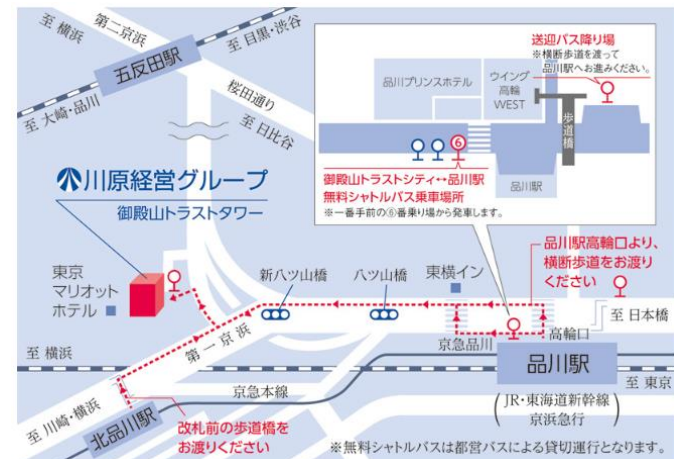 至 横浜
第二京浜
至 目黒・渋谷
五反田駅
至 大崎・品川
桜田通り
至 日比谷
川原経営グループ
御殿山トラストタワー
東京
マリオット
ホテル
送迎バス降り場
※横断歩道を渡って
品川駅へお進みください。
品川プリンスホテル
ウイング
高輪
WEST
歩道橋
⑥
御殿山トラストシティ↔品川駅
無料シャトルバス乗車場所
※一番手前の⑥番乗り場から発車します。
品川駅
品川駅高輪口より、
横断歩道をお渡り
ください
新八ツ山橋
八ツ山橋
東横イン
至 日本橋
高輪口
京急品川
品川駅
至 横浜
第一京浜
至 東京
JR・東海道新幹線
京浜急行
京急本線
至 川崎・横浜
北品川駅
改札前の歩道橋を
お渡りください
※無料シャトルバスは都営バスによる貸切運行となります。